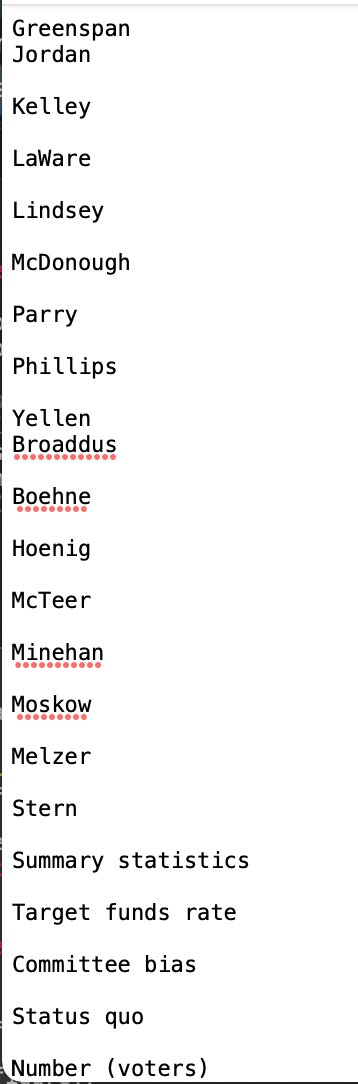 Greenspan
Jordan
Kelley
LaWare
Lindsey
McDonough
Parry
Phillips
Yellen
Broaddus
Boehne
Hoenig
McTeer
Minehan
Moskow
Melzer
Stern
Summary statistics
Target funds rate
Committee bias
Status quo
Number (voters)